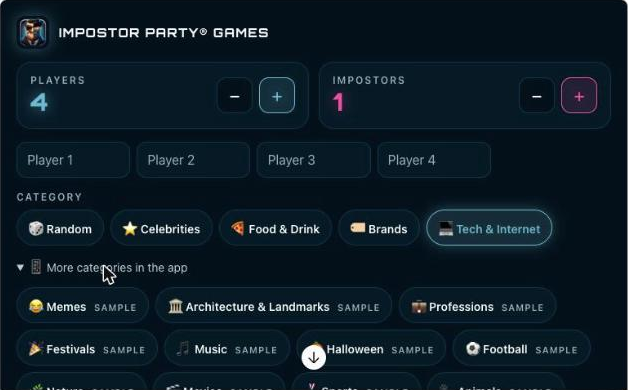 IMPOSTOR PARTY® GAMES
PLAYERS
4
− +
IMPOSTORS
1
− +
Player 1 Player 2 Player 3 Player 4
CATEGORY
Random Celebrities Food & Drink Brands Tech & Internet
▼ More categories in the app
Memes SAMPLE Architecture & Landmarks SAMPLE Professions SAMPLE
Festivals SAMPLE Music SAMPLE Halloween SAMPLE Football SAMPLE